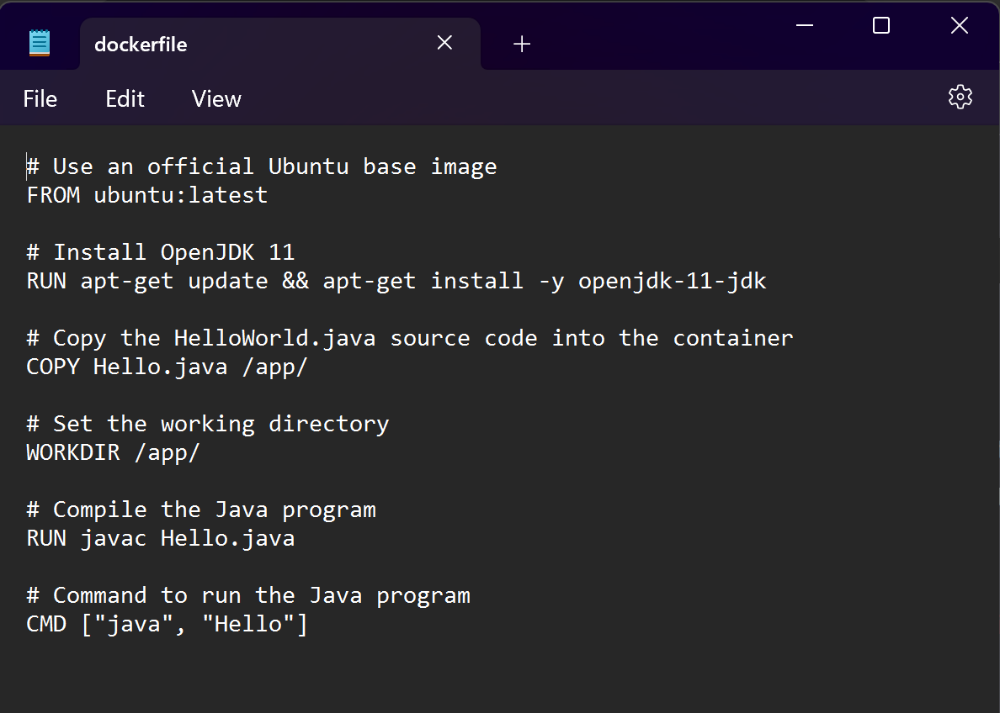 dockerfile
File Edit View
# Use an official Ubuntu base image
FROM ubuntu:latest
# Install OpenJDK 11
RUN apt-get update && apt-get install -y openjdk-11-jdk
# Copy the HelloWorld.java source code into the container
COPY Hello.java /app/
# Set the working directory
WORKDIR /app/
# Compile the Java program
RUN javac Hello.java
# Command to run the Java program
CMD ["java", "Hello"]